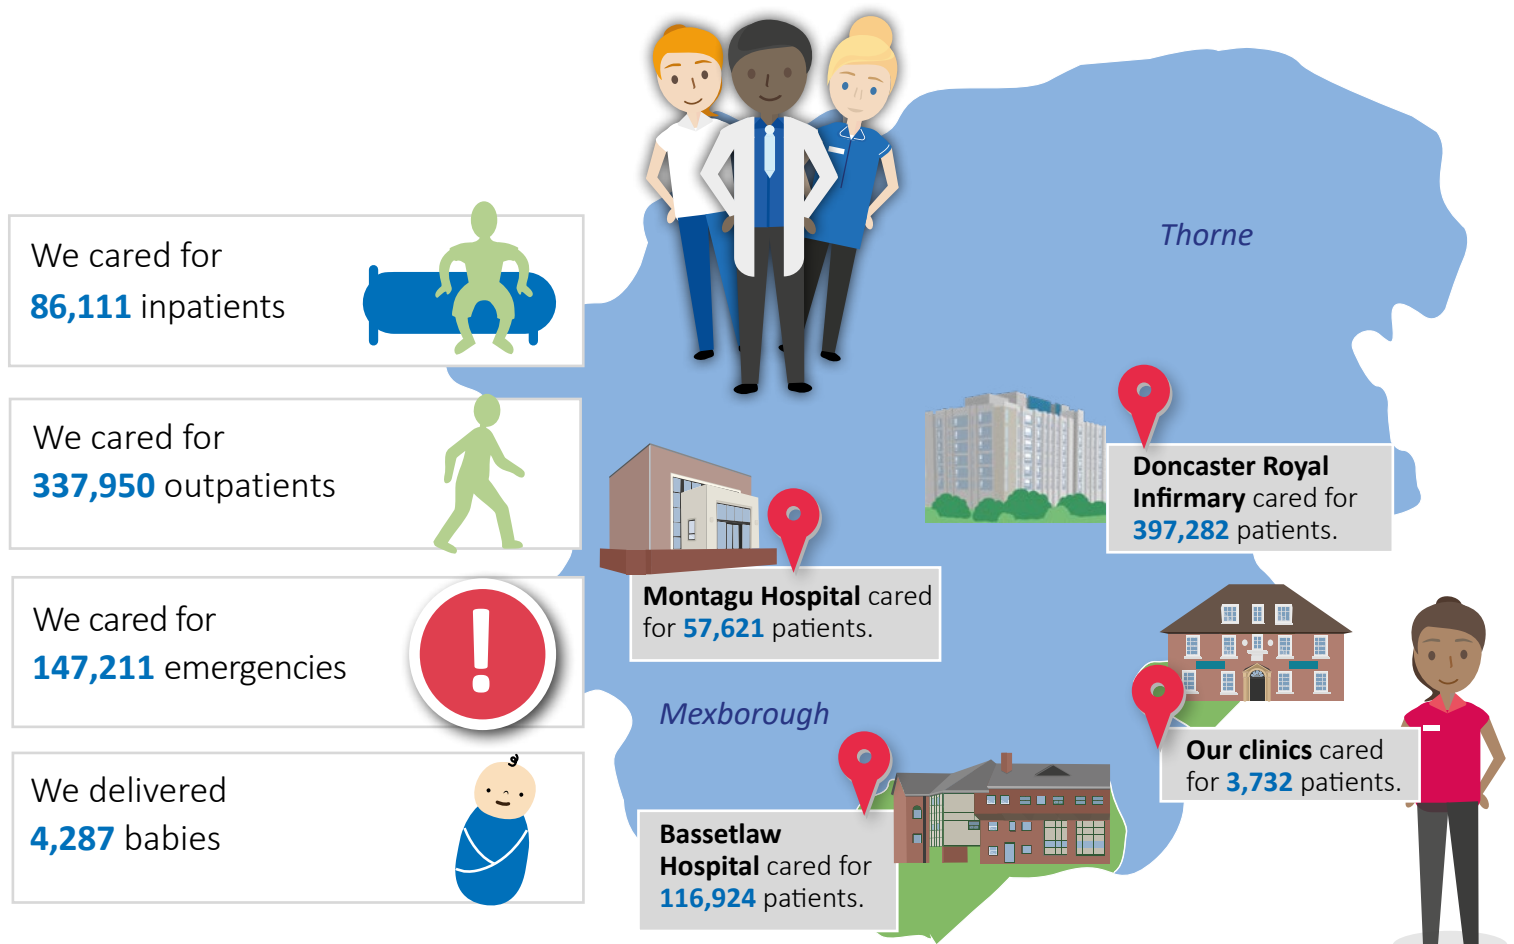 We cared for
86,111 inpatients
We cared for
337,950 outpatients
We cared for
147,211 emergencies
We delivered
4,287 babies
Thorne
Doncaster Royal
Infirmary cared for
397,282 patients.
Montagu Hospital cared
for 57,621 patients.
Mexborough
Our clinics cared
for 3,732 patients.
Bassetlaw
Hospital cared for
116,924 patients.